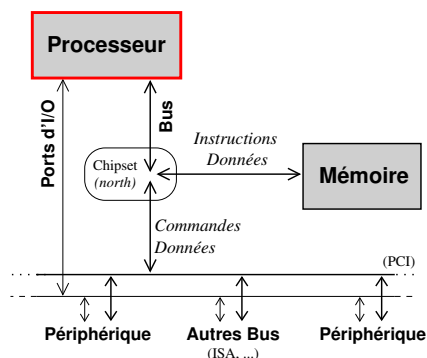 Processeur
Ports d'I/O
Bus
Instructions
Données
Chipset
(north)
Mémoire
Commandes
Données
(PCI)
Périphérique
Autres Bus
(ISA, ...)
Périphérique